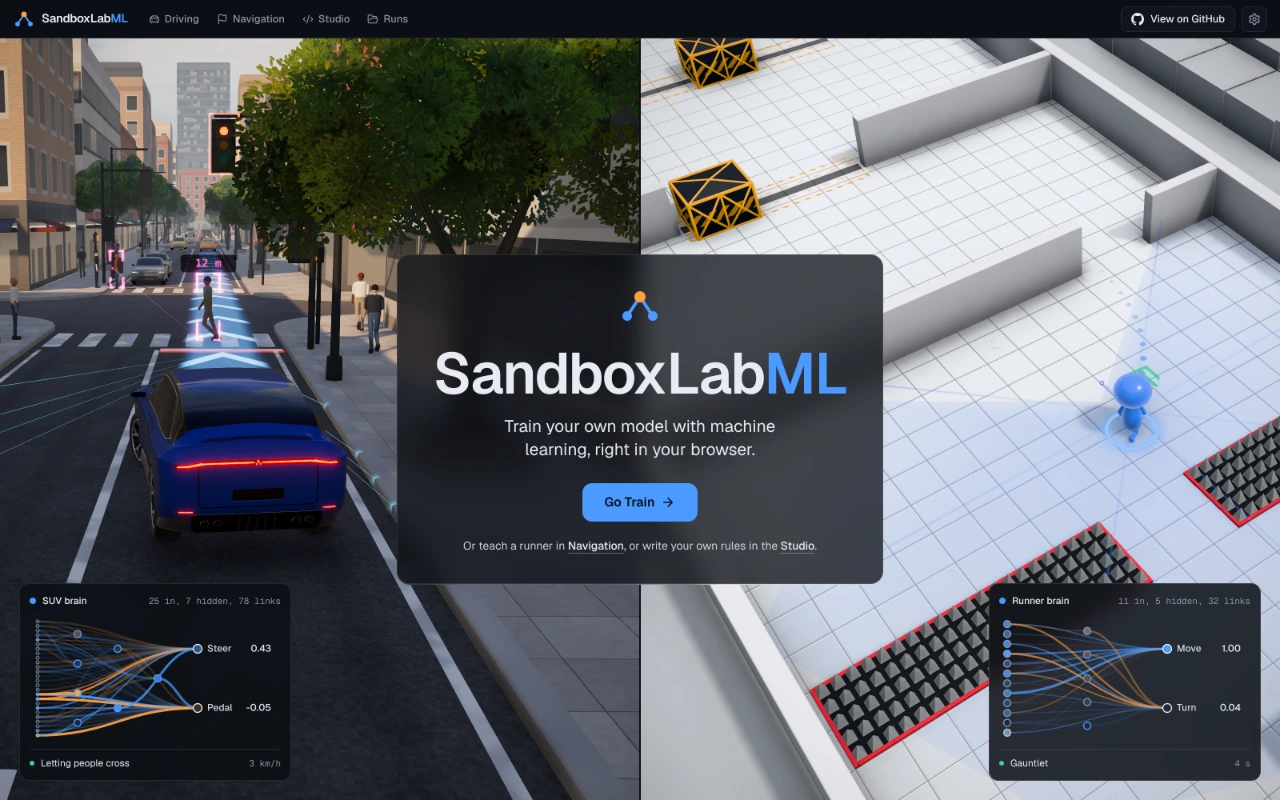 SandboxLabML
Driving
Navigation
Studio
Runs
View on GitHub
12 m
SandboxLabML
Train your own model with machine
learning, right in your browser.
Go Train →
Or teach a runner in Navigation, or write your own rules in the Studio.
SUV brain
25 in, 7 hidden, 78 links
Steer 0.43
Pedal -0.05
Letting people cross
3 km/h
Runner brain
11 in, 5 hidden, 32 links
Move 1.00
Turn 0.04
Gauntlet
4 s